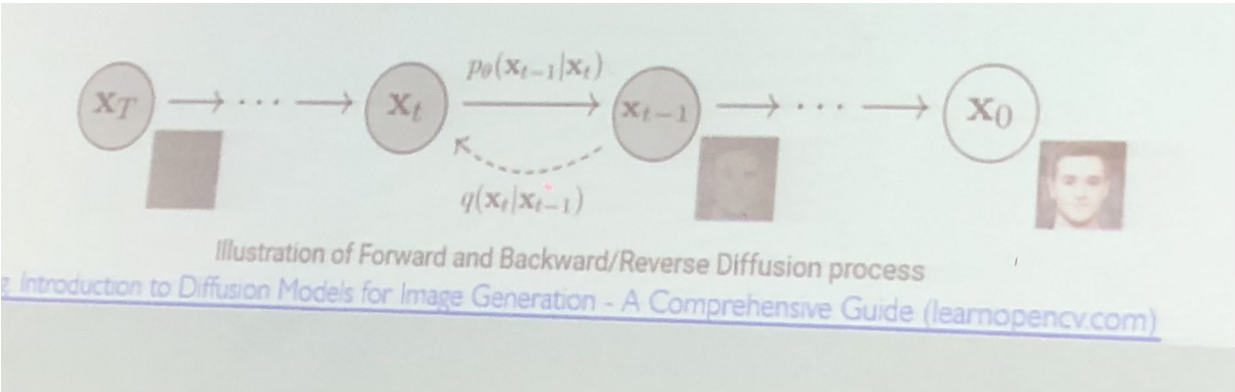 p_θ(x_{t−1}|x_t)
x_T → ⋯ → x_t → x_{t−1} → ⋯ → x_0
q(x_t|x_{t−1})
Illustration of Forward and Backward/Reverse Diffusion process
Introduction to Diffusion Models for Image Generation - A Comprehensive Guide (learnopencv.com)